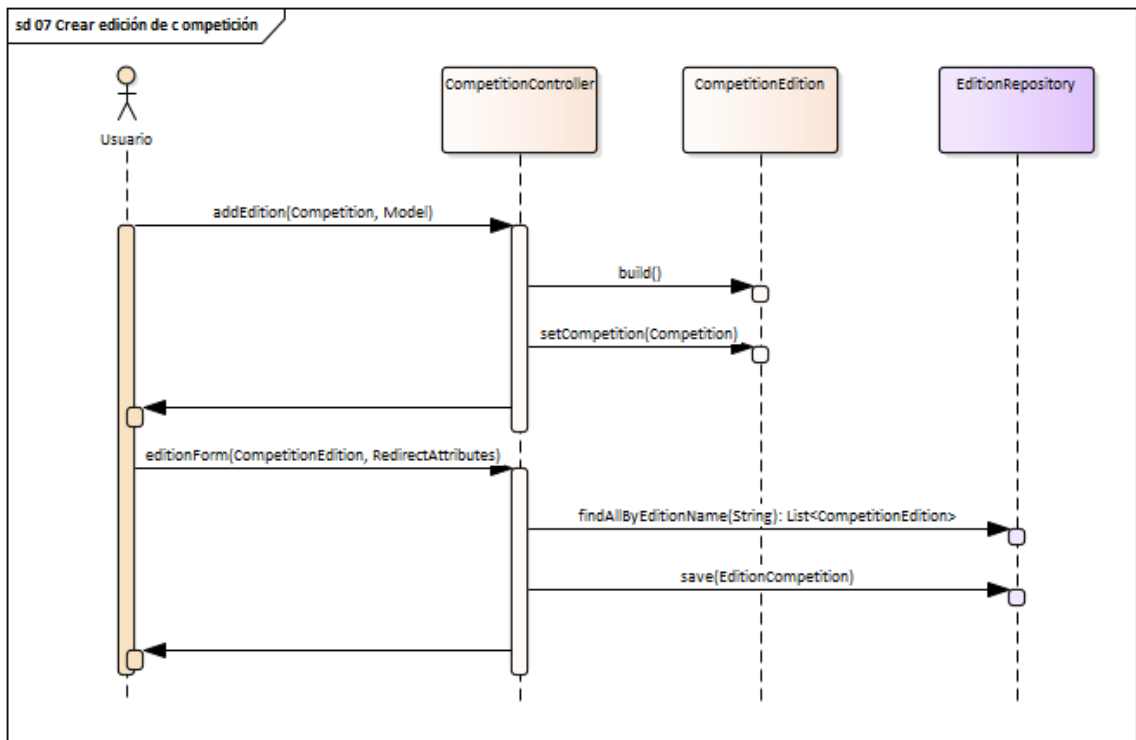 sd 07 Crear edición de c ompetición
CompetitionController
CompetitionEdition
EditionRepository
Usuario
addEdition(Competition, Model)
build()
setCompetition(Competition)
editionForm(CompetitionEdition, RedirectAttributes)
findAllByEditionName(String): List<CompetitionEdition>
save(EditionCompetition)